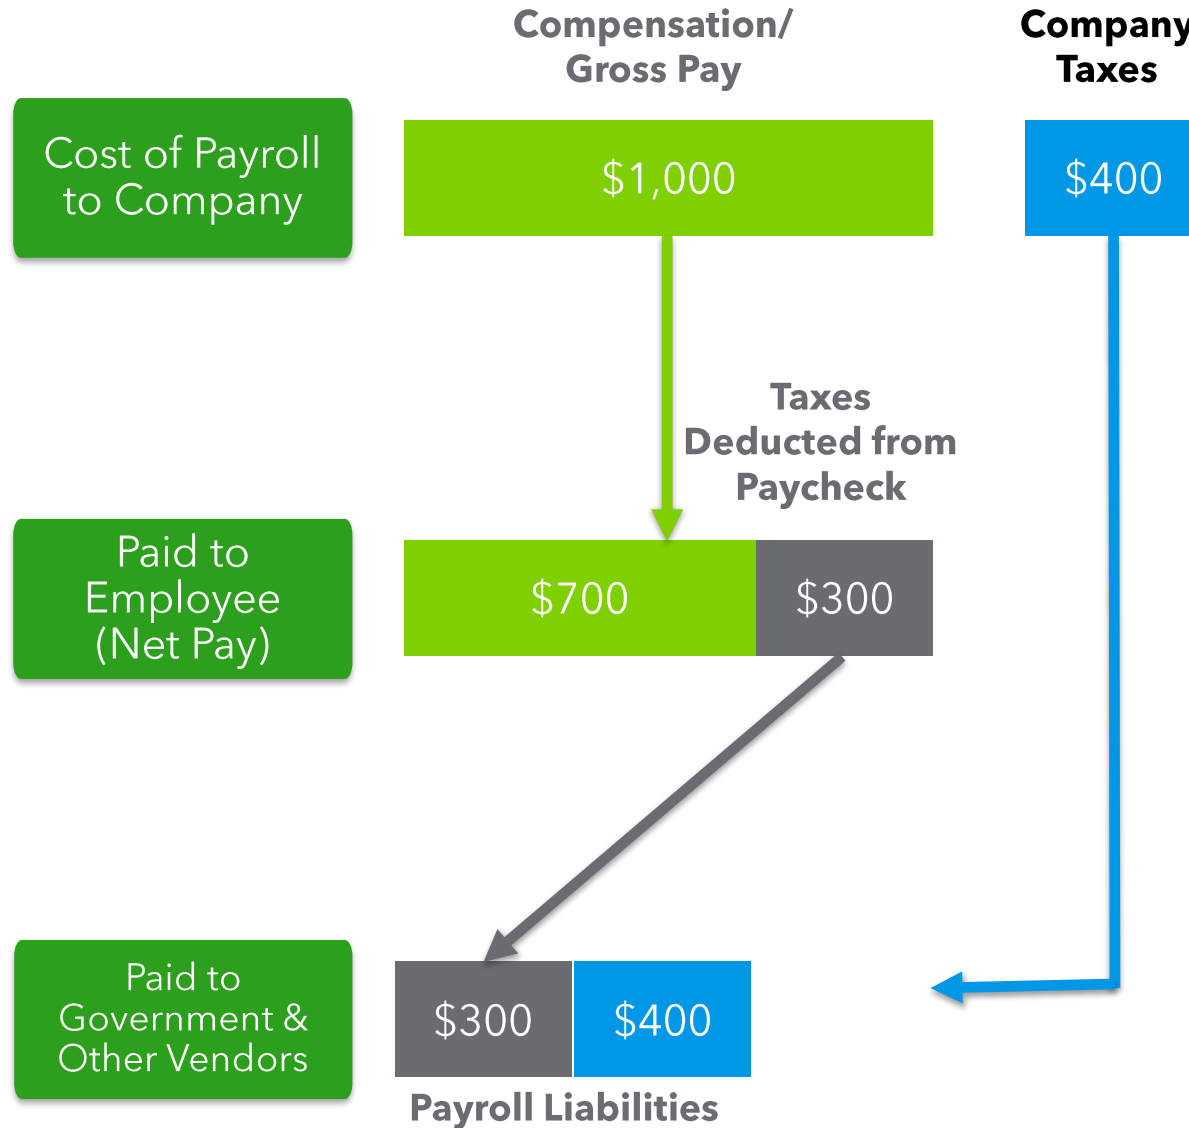 Compensation/
Gross Pay
Company
Taxes
Cost of Payroll
to Company
$1,000
$400
Taxes
Deducted from
Paycheck
Paid to
Employee
(Net Pay)
$700
$300
Paid to
Government &
Other Vendors
$300
$400
Payroll Liabilities